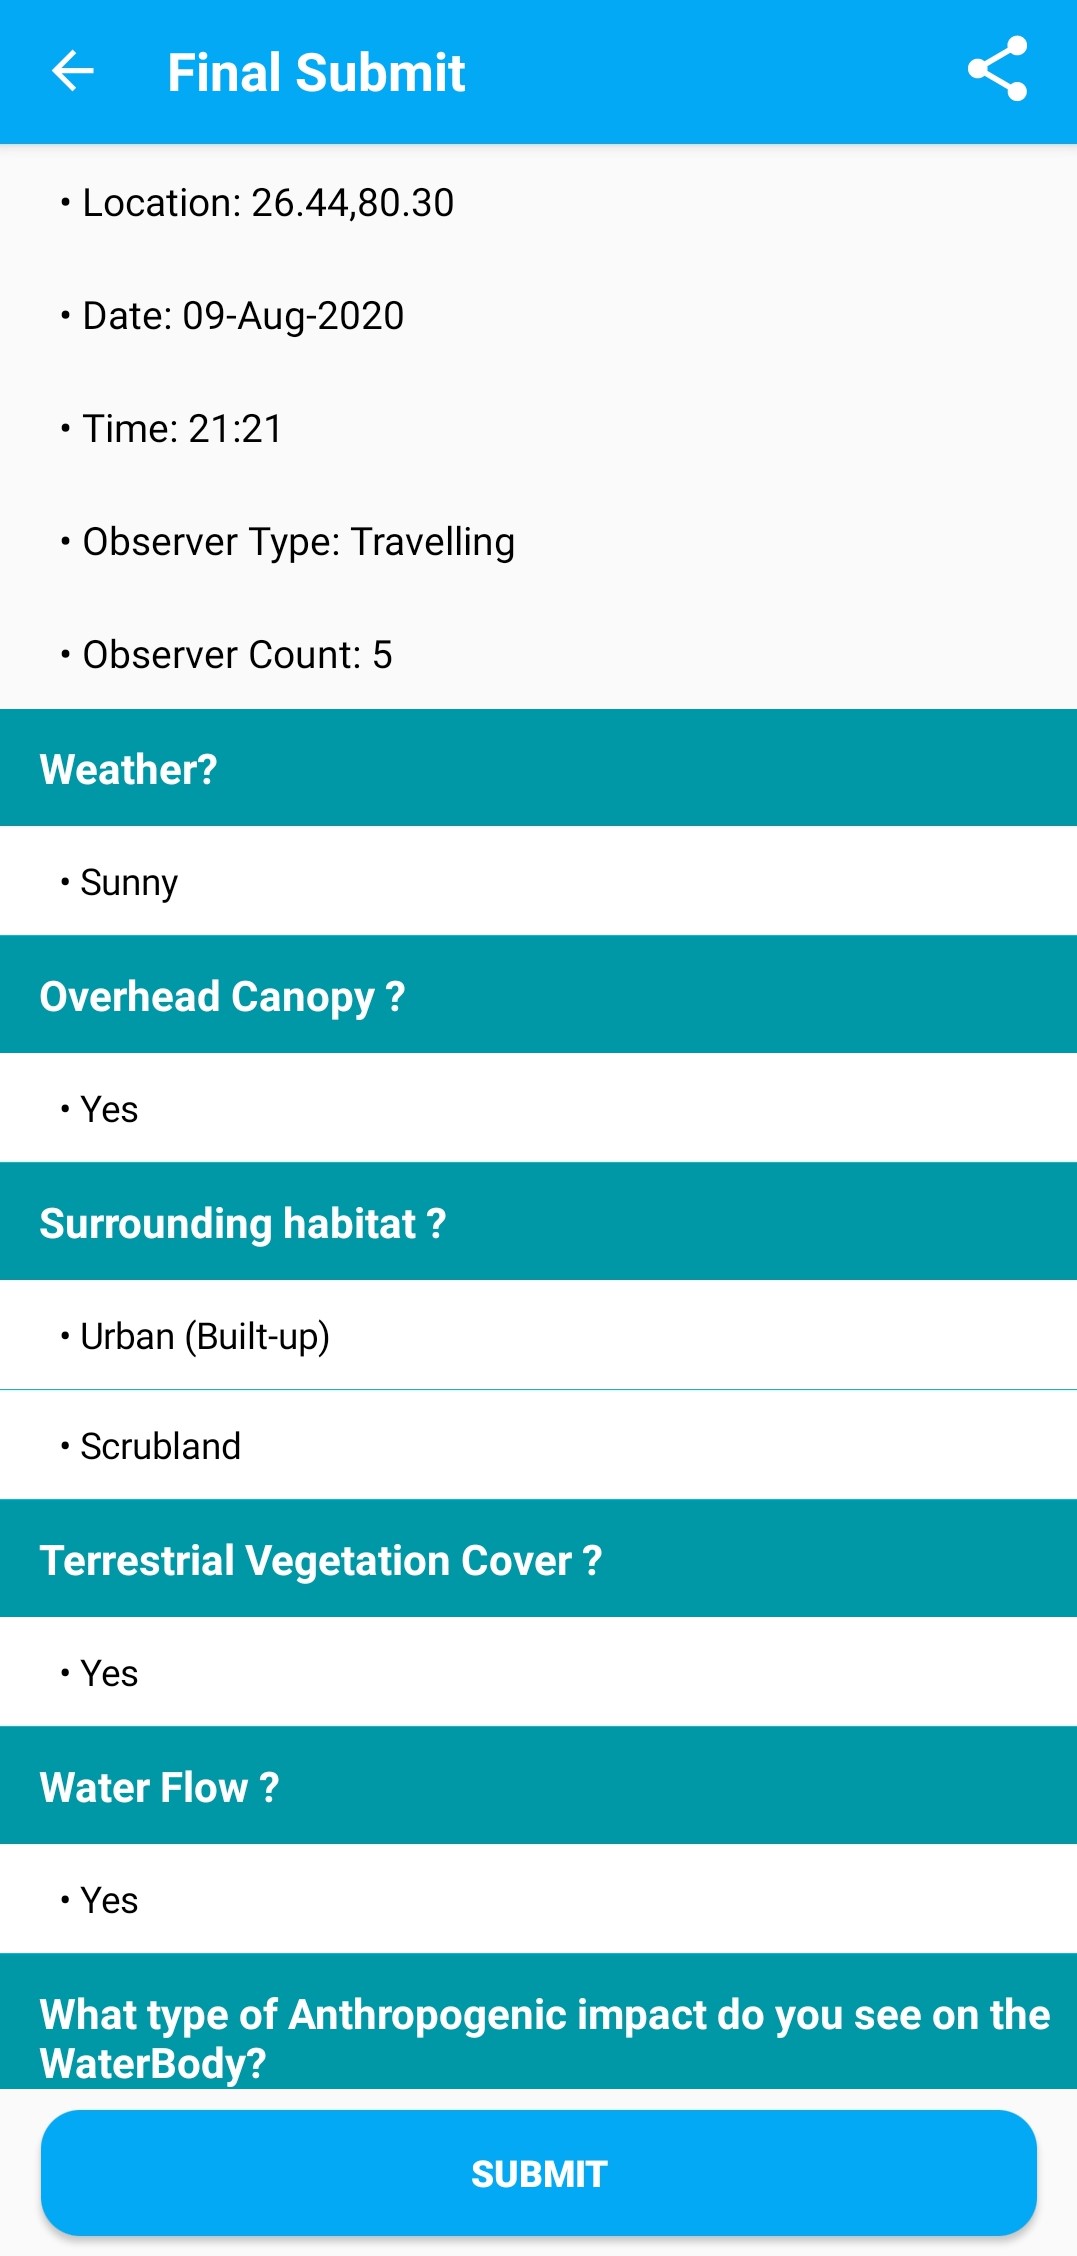 Final Submit
• Location: 26.44,80.30
• Date: 09-Aug-2020
• Time: 21:21
• Observer Type: Travelling
• Observer Count: 5
Weather?
• Sunny
Overhead Canopy ?
• Yes
Surrounding habitat ?
• Urban (Built-up)
• Scrubland
Terrestrial Vegetation Cover ?
• Yes
Water Flow ?
• Yes
What type of Anthropogenic impact do you see on the
WaterBody?
SUBMIT